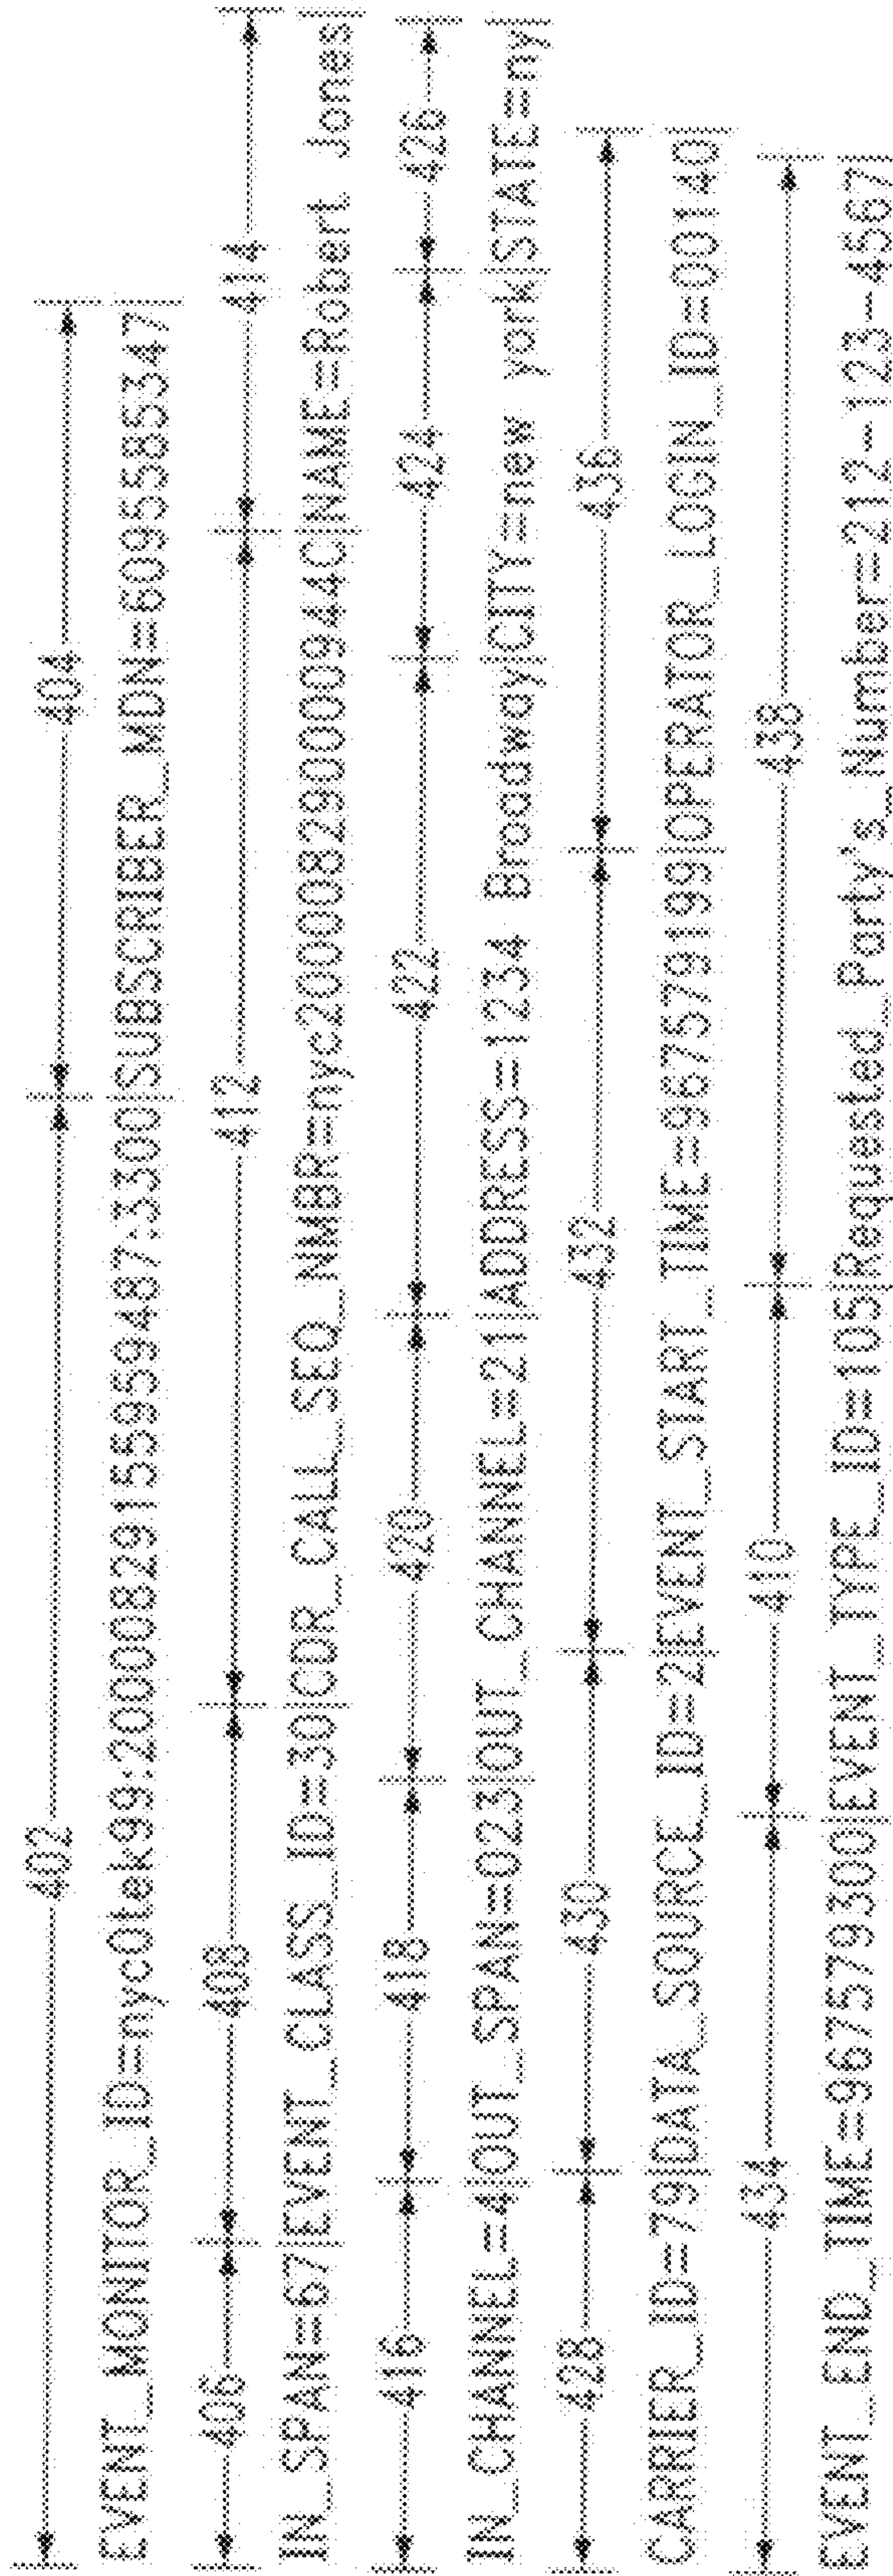 402 404
EVENT_MONITOR_ID=nyc0tek99:20000829155959487:3300|SUBSCRIBER_MDN=6095585347
406 408 412 414
IN_SPAN=67|EVENT_CLASS_ID=30|CDR_CALL_SEQ_NMBR=nyc200008290000944C|NAME=Robert Jones
416 418 420 422 424 426
IN_CHANNEL=4|OUT_SPAN=023|OUT_CHANNEL=21|ADDRESS=1234 Broadway|CITY=new york|STATE=ny|
428 430 432 436
CARRIER_ID=79|DATA_SOURCE_ID=2|EVENT_START_TIME=967579199|OPERATOR_LOGIN_ID=00140|
434 410 438
EVENT_END_TIME=967579300|EVENT_TYPE_ID=105|Requested_Party's_Number=212-123-4567|